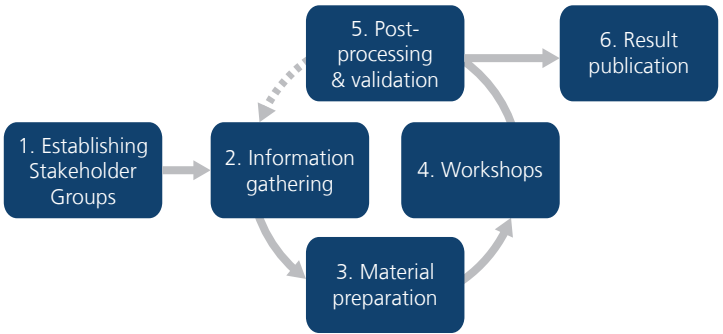 1. Establishing
Stakeholder
Groups
2. Information
gathering
3. Material
preparation
4. Workshops
5. Post-
processing
& validation
6. Result
publication